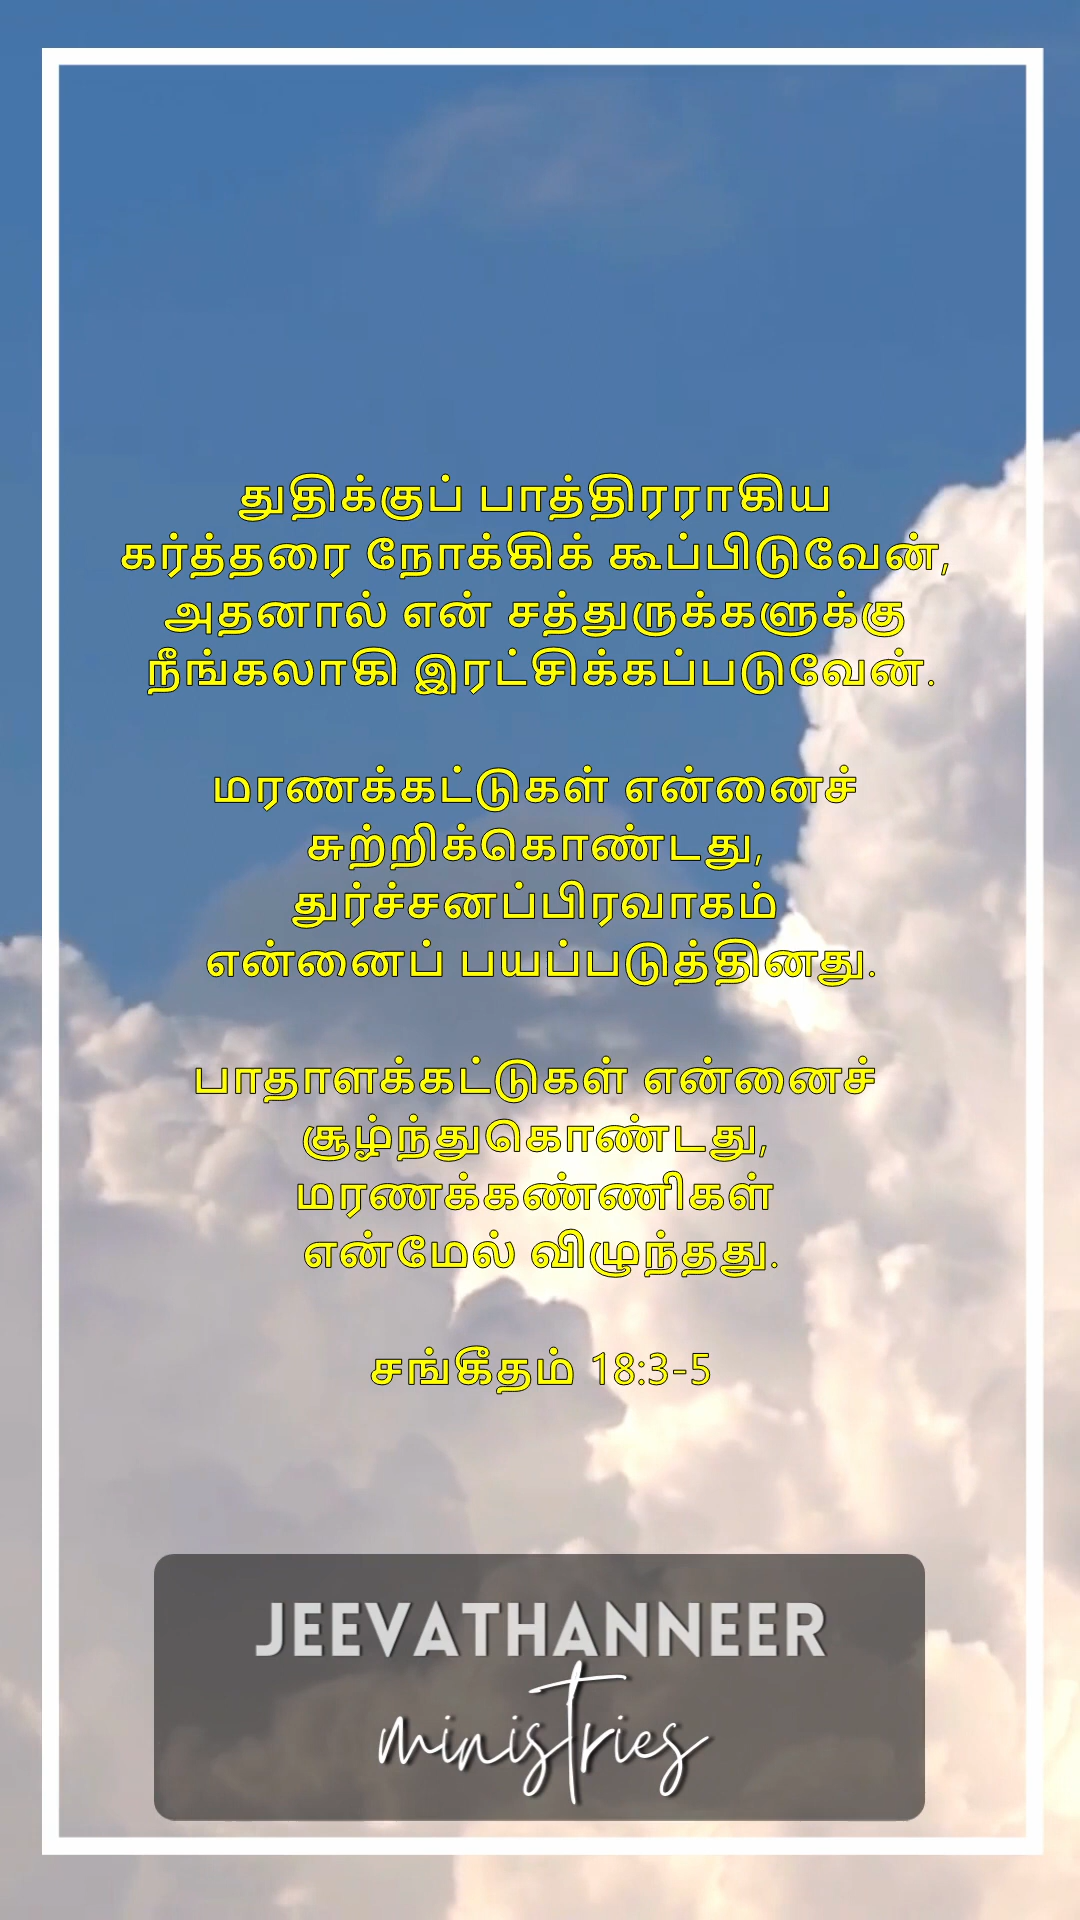 துதிக்குப் பாத்திரராகிய
கர்த்தரை நோக்கிக் கூப்பிடுவேன்,
அதனால் என் சத்துருக்களுக்கு
நீங்கலாகி இரட்சிக்கப்படுவேன்.
மரணக்கட்டுகள் என்னைச்
சுற்றிக்கொண்டது,
துர்ச்சனப்பிரவாகம்
என்னைப் பயப்படுத்தினது.
பாதாளக்கட்டுகள் என்னைச்
சூழ்ந்துகொண்டது,
மரணக்கண்ணிகள்
என்மேல் விழுந்தது.
சங்கீதம் 18:3-5
JEEVATHANNEER
ministries